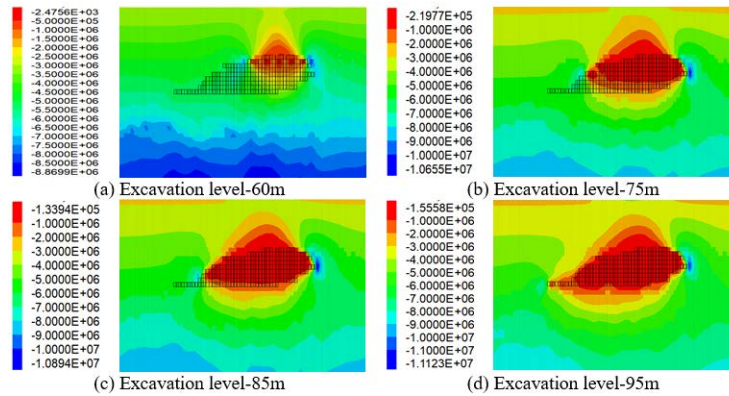 -2.4756E+03
-5.0000E+05
-1.0000E+06
-1.5000E+06
-2.0000E+06
-2.5000E+06
-3.0000E+06
-3.5000E+06
-4.0000E+06
-4.5000E+06
-5.0000E+06
-5.5000E+06
-6.0000E+06
-6.5000E+06
-7.0000E+06
-7.5000E+06
-8.0000E+06
-8.5000E+06
-8.8699E+06
(a) Excavation level-60m
-2.1977E+05
-1.0000E+06
-2.0000E+06
-3.0000E+06
-4.0000E+06
-5.0000E+06
-6.0000E+06
-7.0000E+06
-8.0000E+06
-9.0000E+06
-1.0000E+07
-1.0655E+07
(b) Excavation level-75m
-1.3394E+05
-1.0000E+06
-2.0000E+06
-3.0000E+06
-4.0000E+06
-5.0000E+06
-6.0000E+06
-7.0000E+06
-8.0000E+06
-9.0000E+06
-1.0000E+07
-1.0894E+07
(c) Excavation level-85m
-1.5558E+05
-1.0000E+06
-2.0000E+06
-3.0000E+06
-4.0000E+06
-5.0000E+06
-6.0000E+06
-7.0000E+06
-8.0000E+06
-9.0000E+06
-1.0000E+07
-1.1000E+07
-1.1123E+07
(d) Excavation level-95m